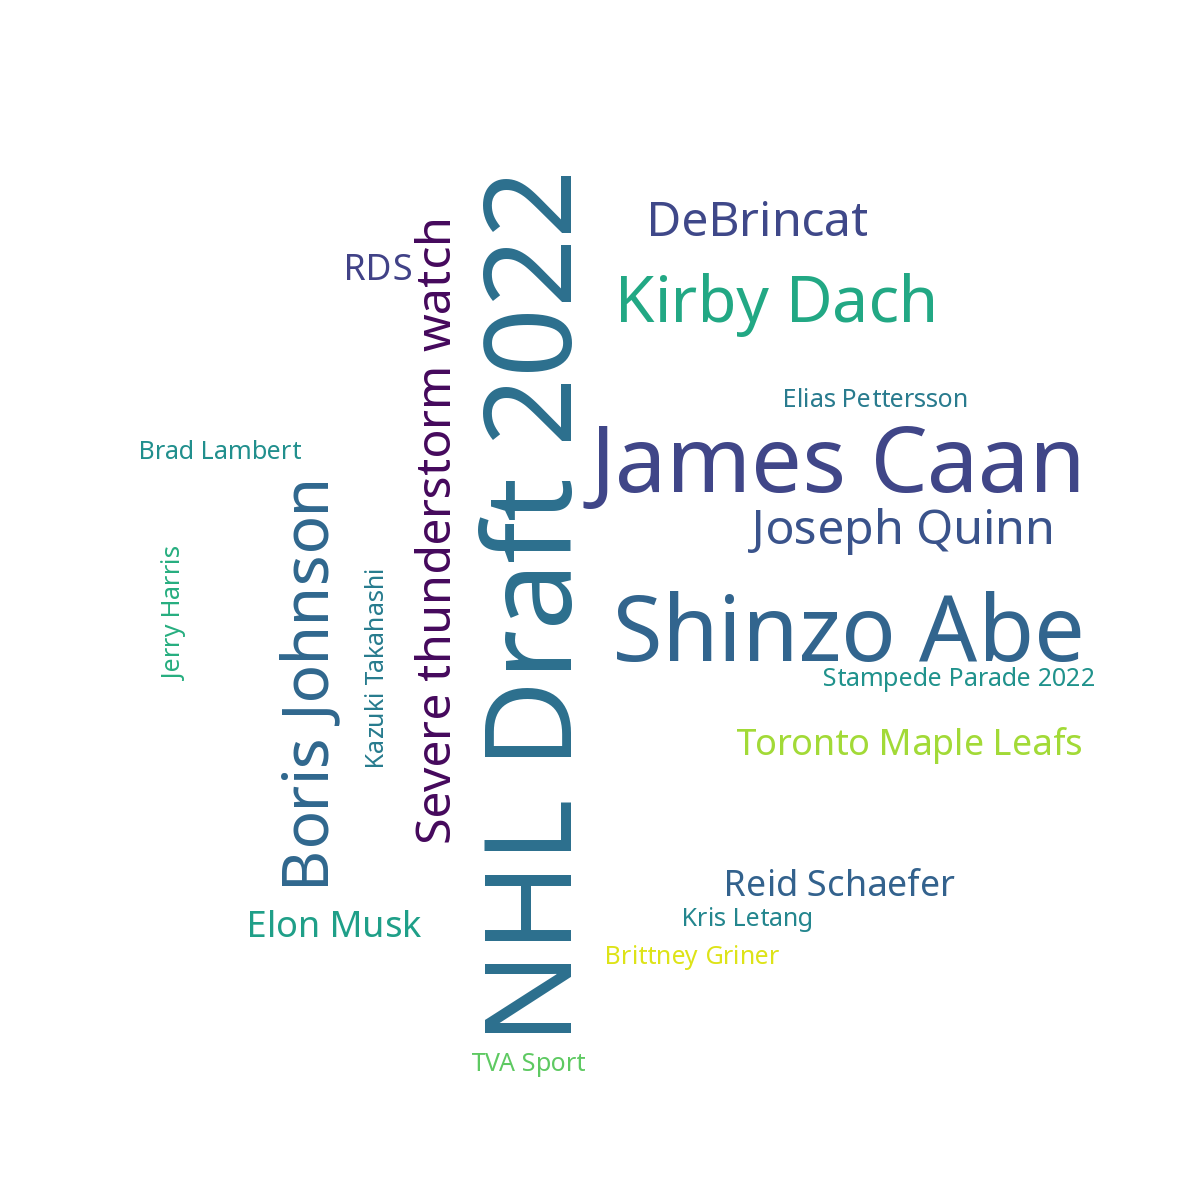 NHL Draft 2022
DeBrincat
RDS
Kirby Dach
Severe thunderstorm watch
Elias Pettersson
James Caan
Brad Lambert
Joseph Quinn
Boris Johnson
Jerry Harris
Kazuki Takahashi
Shinzo Abe
Stampede Parade 2022
Toronto Maple Leafs
Reid Schaefer
Elon Musk
Kris Letang
Brittney Griner
TVA Sport